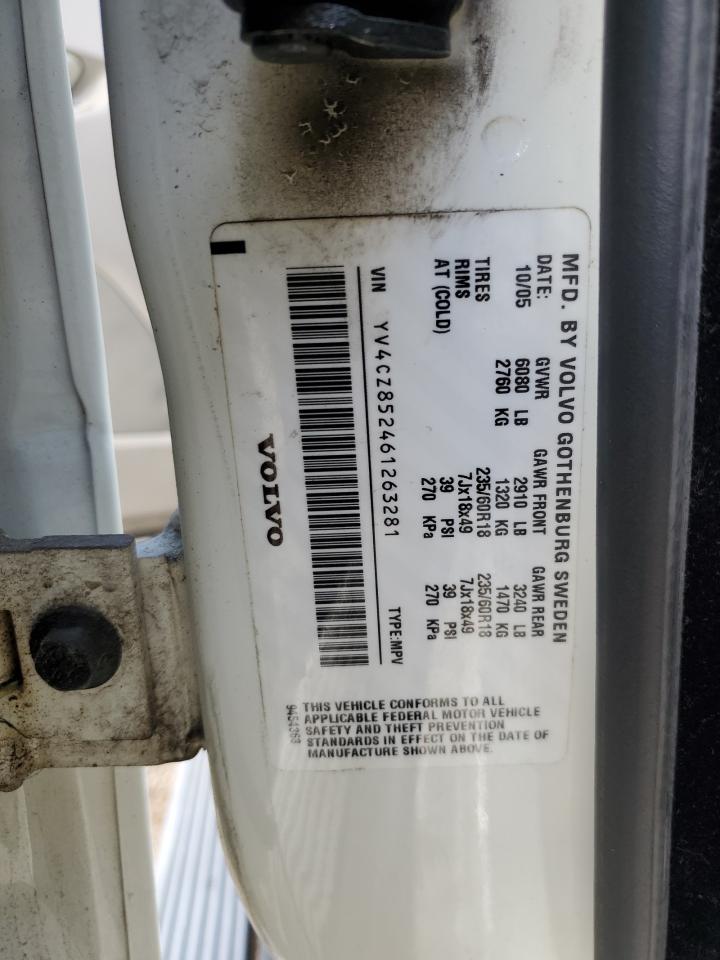 MFD. BY VOLVO GOTHENBURG SWEDEN
DATE: GVWR GAWR FRONT GAWR REAR
10/05 6080 LB 2910 LB 3240 LB
2760 KG 1320 KG 1470 KG
TIRES 235/60R18 235/60R18
RIMS 7Jx18x49 7Jx18x49
AT (COLD) 39 PSI 39 PSI
270 KPa 270 KPa
VIN YV4CZ852461263281 TYPE:MPV
VOLVO
THIS VEHICLE CONFORMS TO ALL
APPLICABLE FEDERAL MOTOR VEHICLE
SAFETY AND THEFT PREVENTION
STANDARDS IN EFFECT ON THE DATE OF
MANUFACTURE SHOWN ABOVE.
9454363